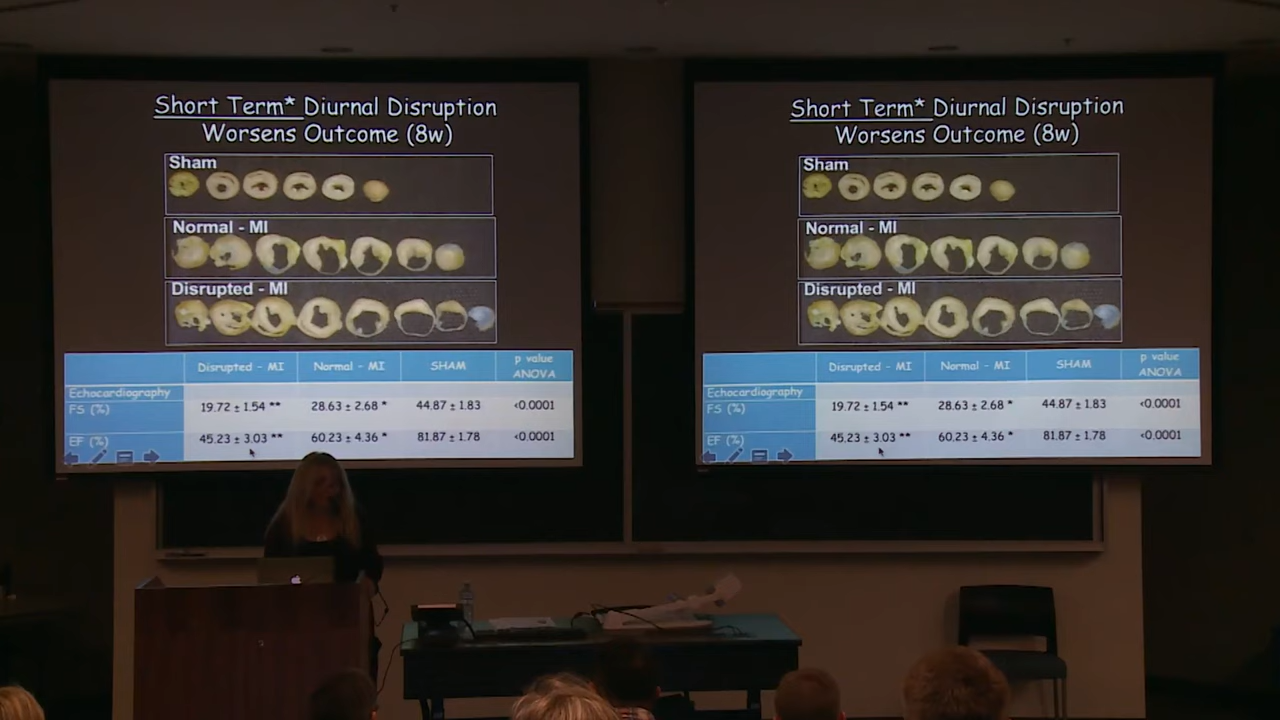 Short Term* Diurnal Disruption
Worsens Outcome (8w)
Sham
Normal - MI
Disrupted - MI
Disrupted - MI Normal - MI SHAM p value ANOVA
Echocardiography
FS (%) 19.72 ± 1.54 ** 28.63 ± 2.68 * 44.87 ± 1.83 <0.0001
EF (%) 45.23 ± 3.03 ** 60.23 ± 4.36 * 81.87 ± 1.78 <0.0001
Short Term* Diurnal Disruption
Worsens Outcome (8w)
Sham
Normal - MI
Disrupted - MI
Disrupted - MI Normal - MI SHAM p value ANOVA
Echocardiography
FS (%) 19.72 ± 1.54 ** 28.63 ± 2.68 * 44.87 ± 1.83 <0.0001
EF (%) 45.23 ± 3.03 ** 60.23 ± 4.36 * 81.87 ± 1.78 <0.0001